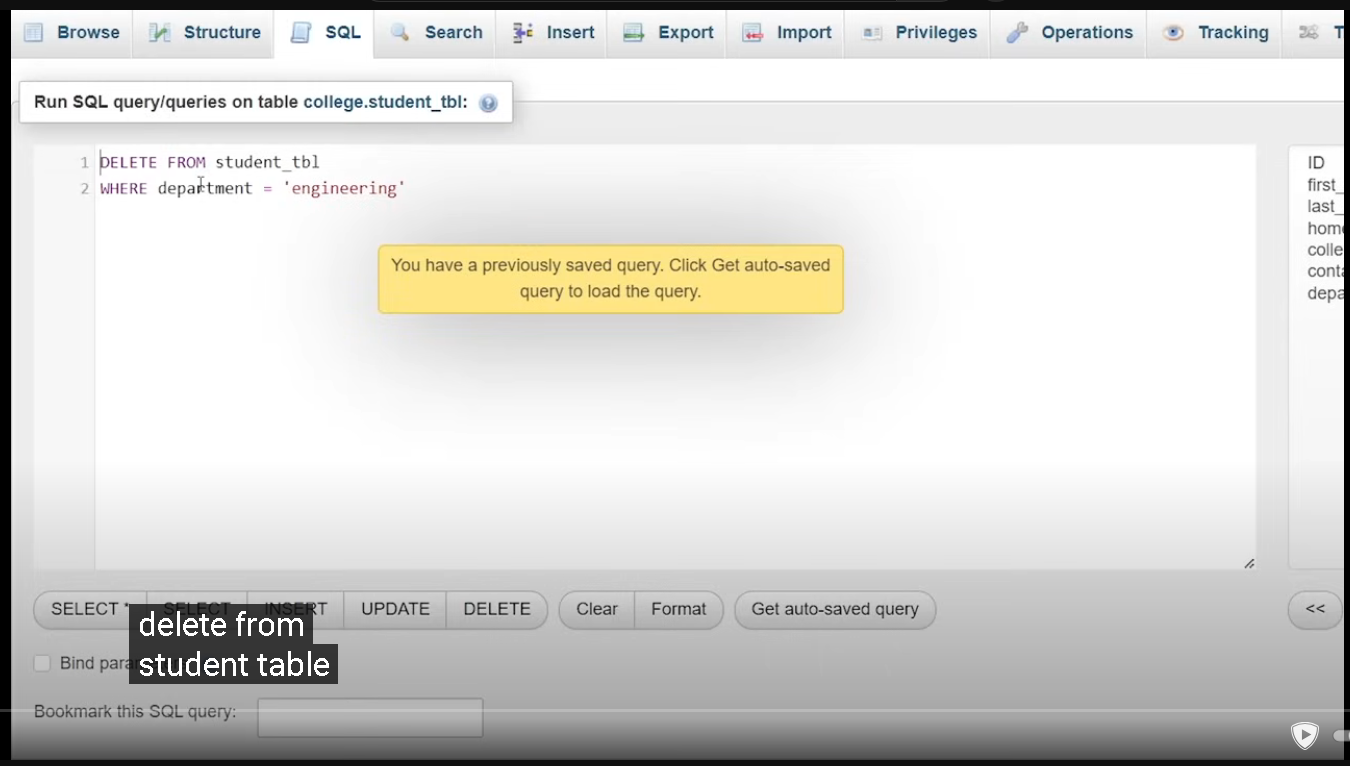 Browse Structure SQL Search Insert Export Import Privileges Operations Tracking T
Run SQL query/queries on table college.student_tbl:
1 DELETE FROM student_tbl
2 WHERE department = 'engineering'
You have a previously saved query. Click Get auto-saved
query to load the query.
ID
first_
last_
home
colle
conta
depa
SELECT * SELECT INSERT UPDATE DELETE Clear Format Get auto-saved query <<
delete from
student table
Bind para
Bookmark this SQL query: